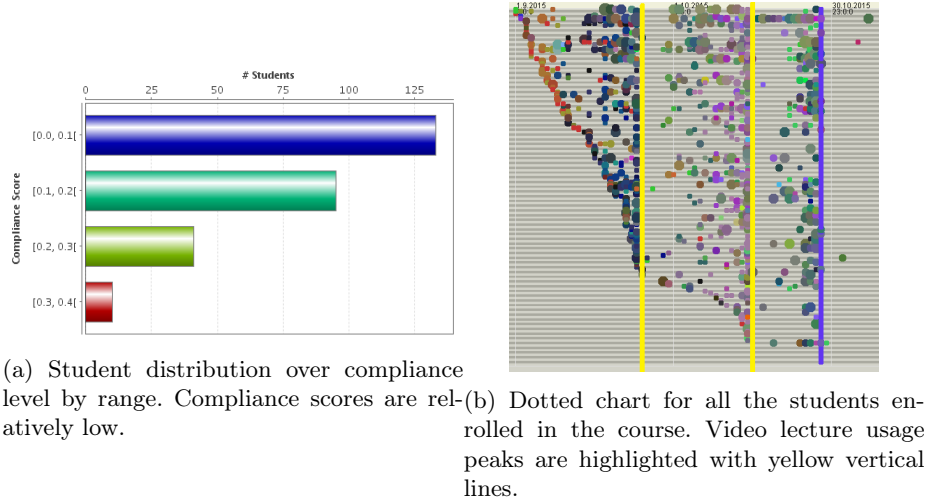 # Students
0 25 50 75 100 125
Compliance Score
[0.0, 0.1[
[0.1, 0.2[
[0.2, 0.3[
[0.3, 0.4[
(a) Student distribution over compliance
level by range. Compliance scores are rel-
atively low.
1.9.2015
1.10.2015
30.10.2015
23:0:0
(b) Dotted chart for all the students en-
rolled in the course. Video lecture usage
peaks are highlighted with yellow vertical
lines.